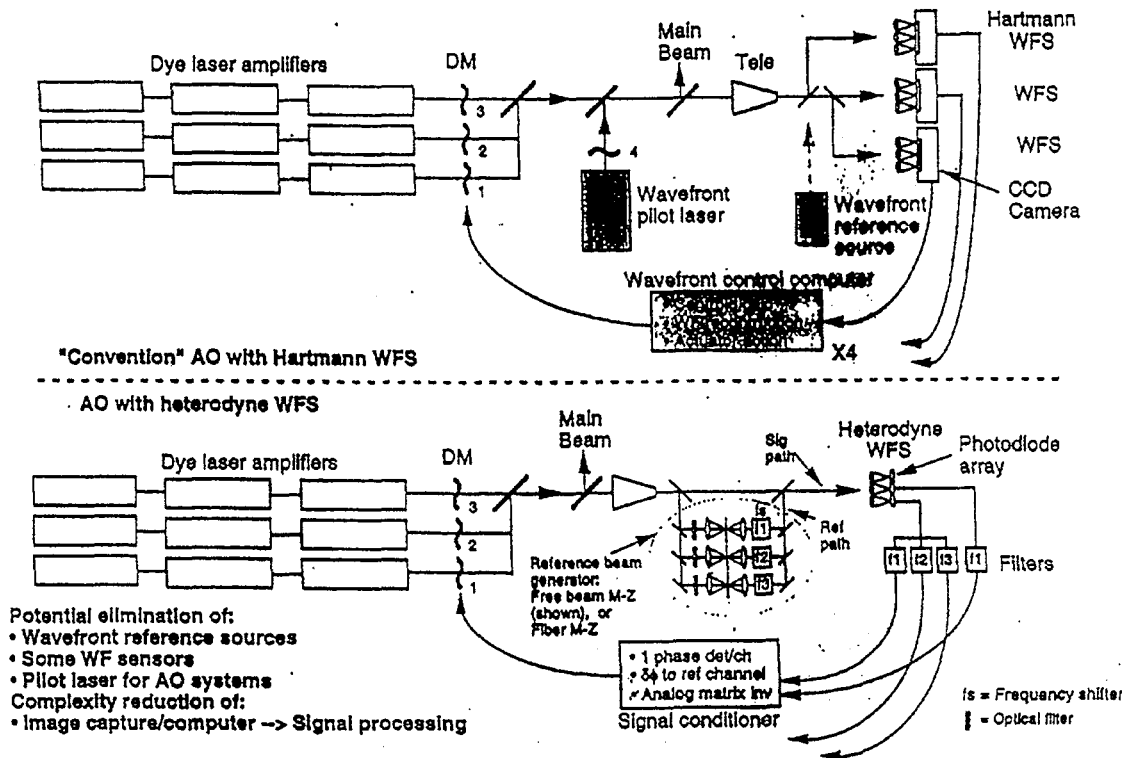 Hartmann
WFS
Main
Beam
Tele
Dye laser amplifiers
DM
3
WFS
2
4
1
WFS
Wavefront
pilot laser
Wavefront
reference
source
CCD
Camera
Wavefront control computer
X4
"Convention" AO with Hartmann WFS
AO with heterodyne WFS
Main
Beam
Sig
path
Heterodyne
WFS
Photodiode
array
Dye laser amplifiers
DM
3
fs
f1
2
f2
1
f3
Ref
path
f1
f2
f3
f1
Filters
Reference beam
generator:
Free beam M-Z
(shown), or
Fiber M-Z
Potential elimination of:
• Wavefront reference sources
• Some WF sensors
• Pilot laser for AO systems
Complexity reduction of:
• Image capture/computer --> Signal processing
• 1 phase det/ch
• δϕ to ref channel
• Analog matrix inv
Signal conditioner
fs = Frequency shifter
= Optical filter